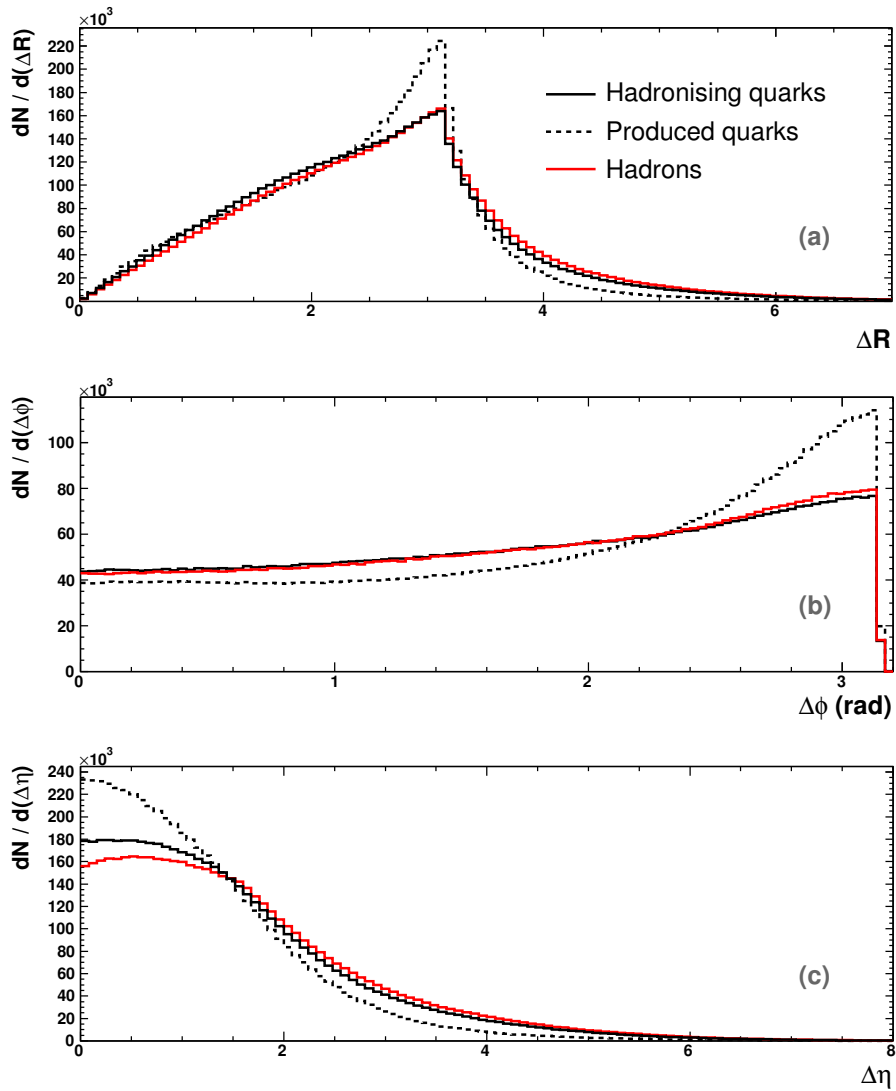 ×10³
dN / d(ΔR)
220
200
180
160
140
120
100
80
60
40
20
0
Hadronising quarks
Produced quarks
Hadrons
(a)
0 2 4 6
ΔR
×10³
dN / d(Δϕ)
100
80
60
40
20
0
(b)
0 1 2 3
Δϕ (rad)
×10³
dN / d(Δη)
240
220
200
180
160
140
120
100
80
60
40
20
0
(c)
0 2 4 6 8
Δη